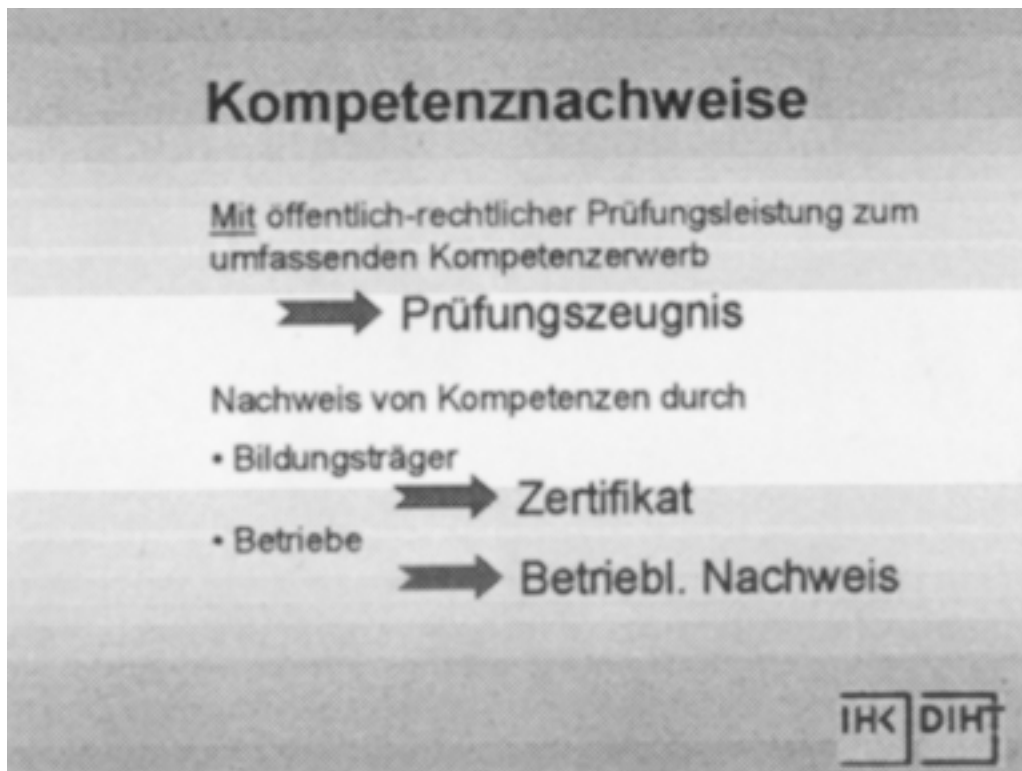 Kompetenznachweise
Mit öffentlich-rechtlicher Prüfungsleistung zum
umfassenden Kompetenzerwerb
Prüfungszeugnis
Nachweis von Kompetenzen durch
• Bildungsträger
Zertifikat
• Betriebe
Betriebl. Nachweis
IHK DIHT